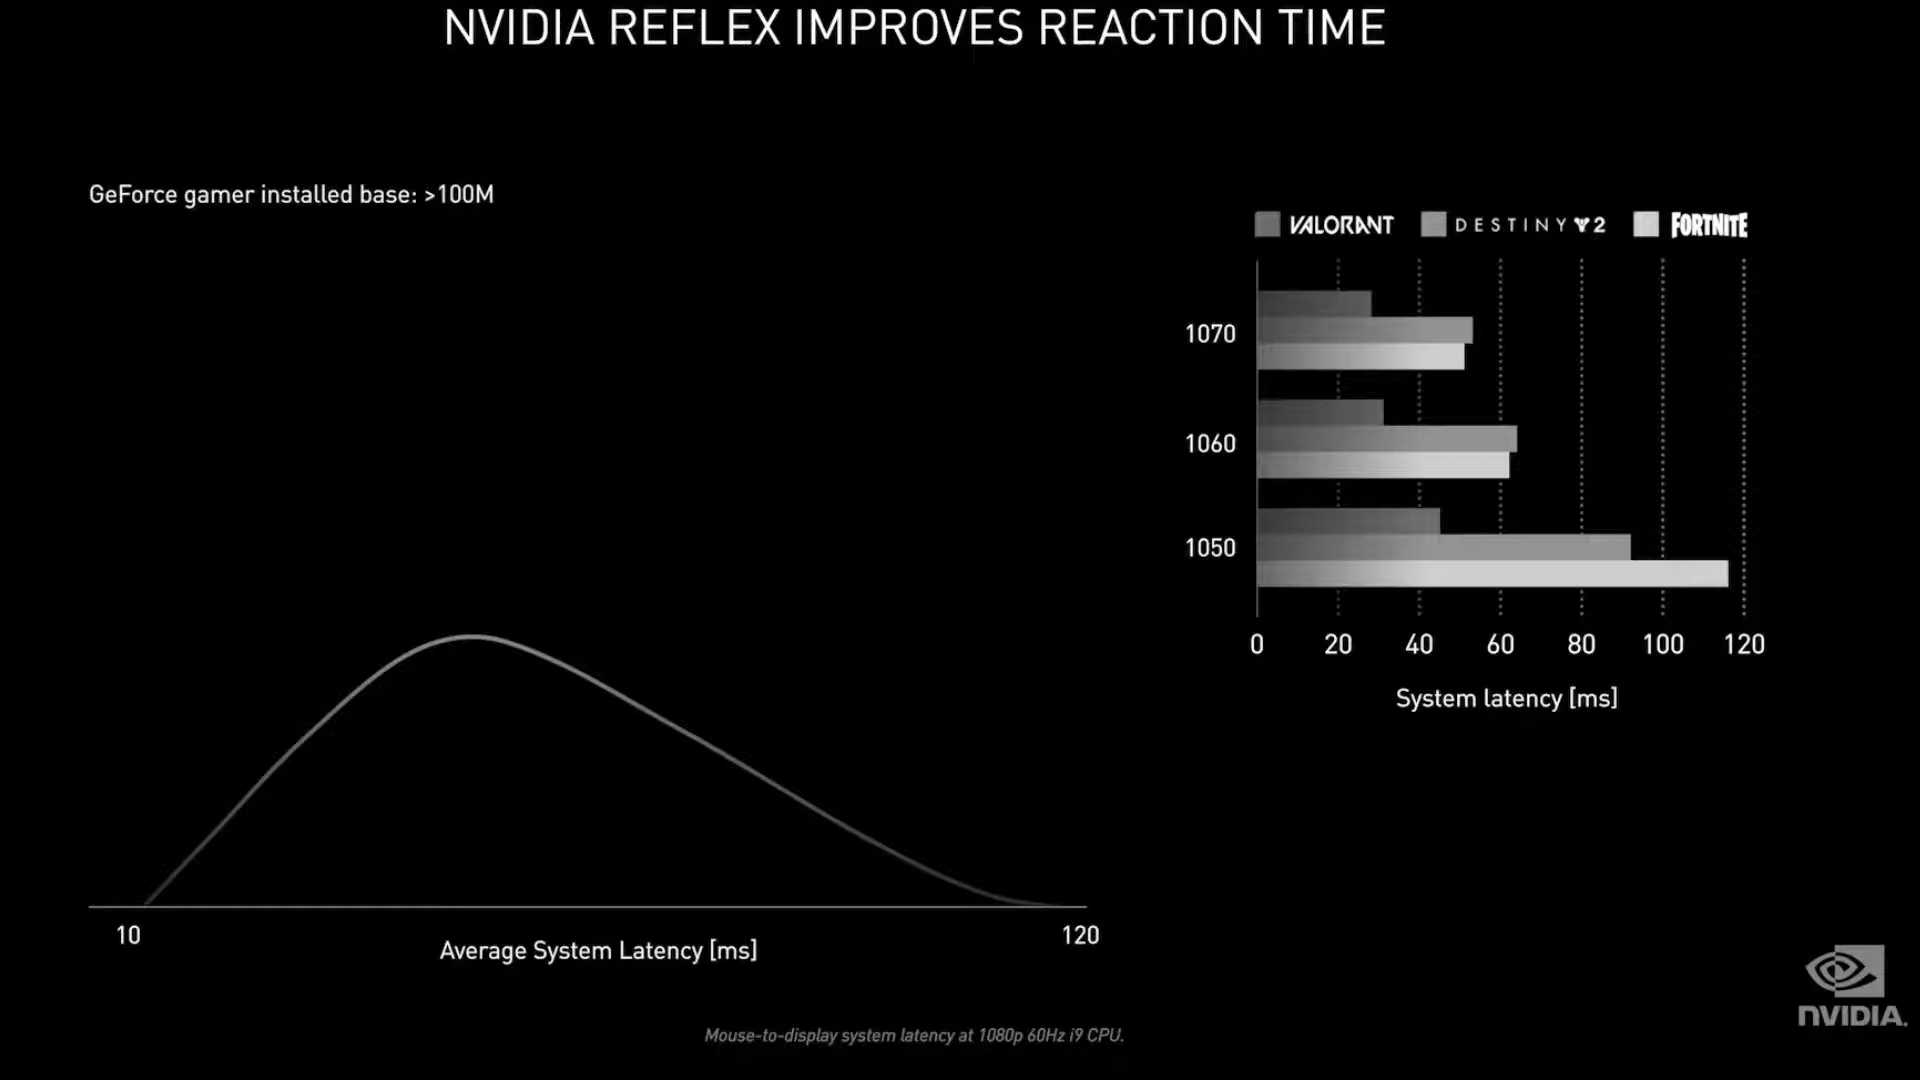 NVIDIA REFLEX IMPROVES REACTION TIME
GeForce gamer installed base: >100M
VALORANT DESTINY 2 FORTNITE
1070
1060
1050
0 20 40 60 80 100 120
System latency [ms]
10 120
Average System Latency [ms]
Mouse-to-display system latency at 1080p 60Hz i9 CPU.
NVIDIA.